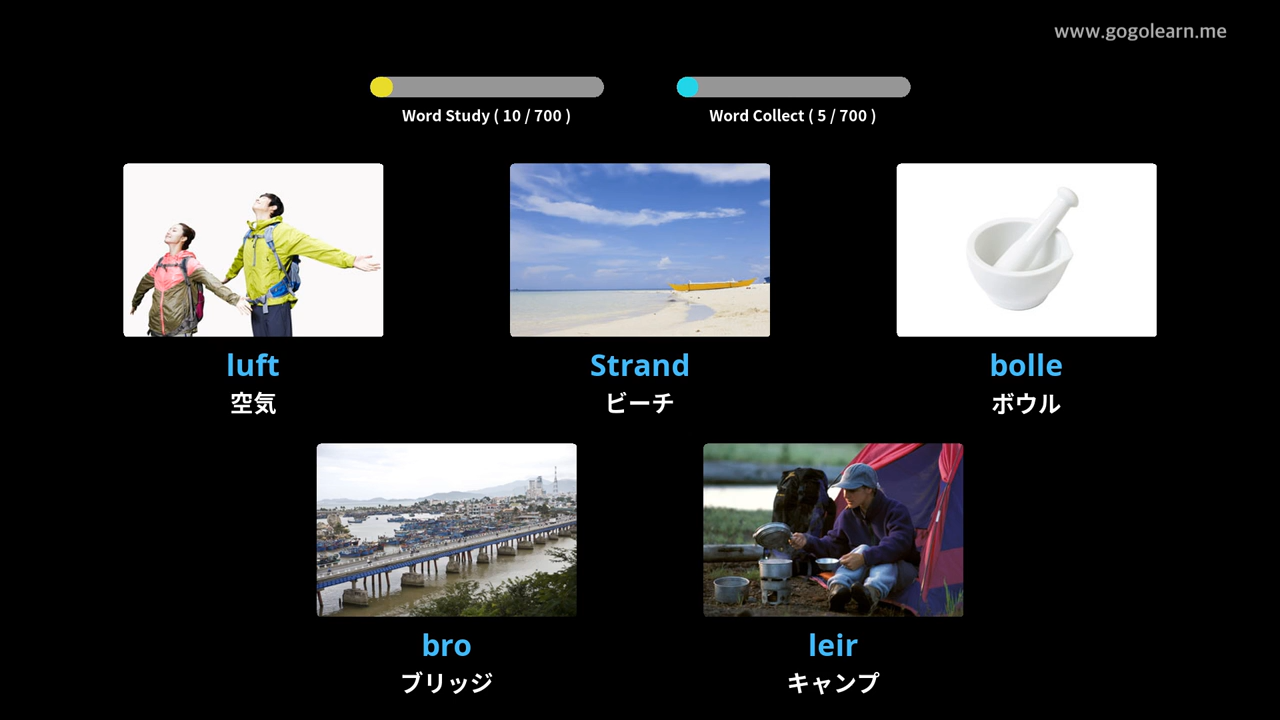 www.gogolearn.me
Word Study ( 10 / 700 )
Word Collect ( 5 / 700 )
luft
空気
Strand
ビーチ
bolle
ボウル
bro
ブリッジ
leir
キャンプ